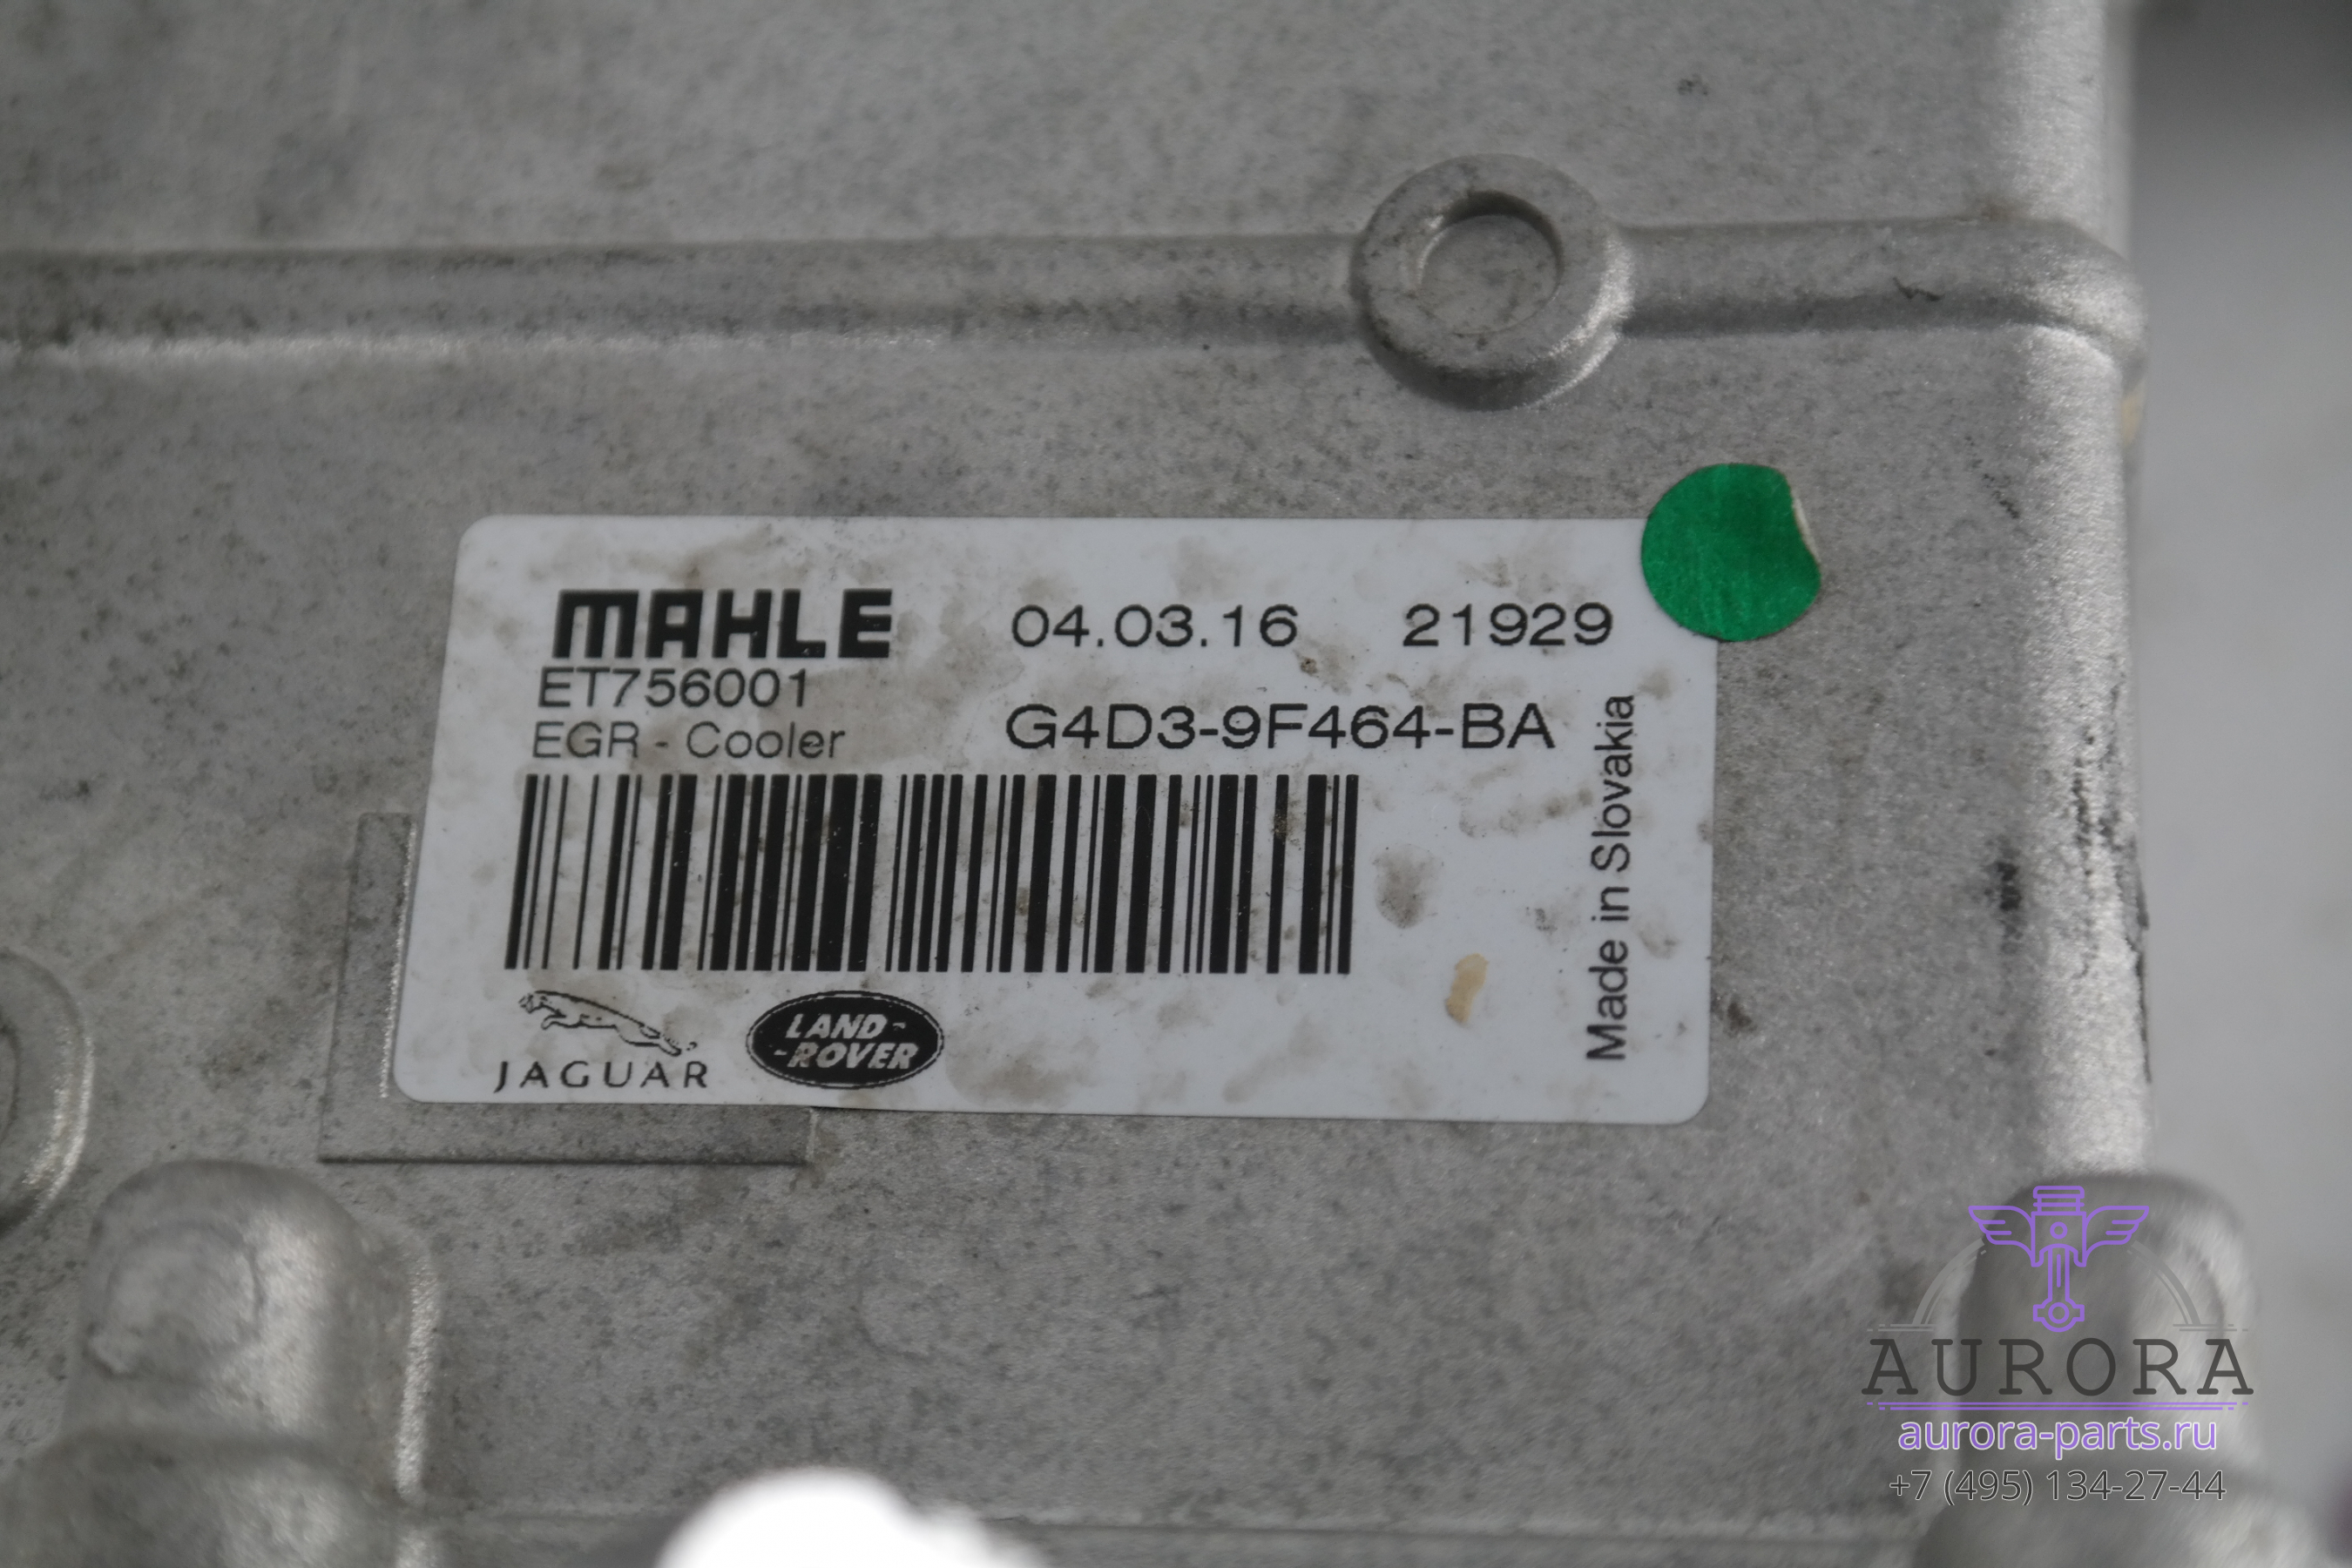 MAHLE 04.03.16 21929
ET756001
EGR - Cooler G4D3-9F464-BA
Made in Slovakia
JAGUAR
LAND-
-ROVER
AURORA
aurora-parts.ru
+7 (495) 134-27-44